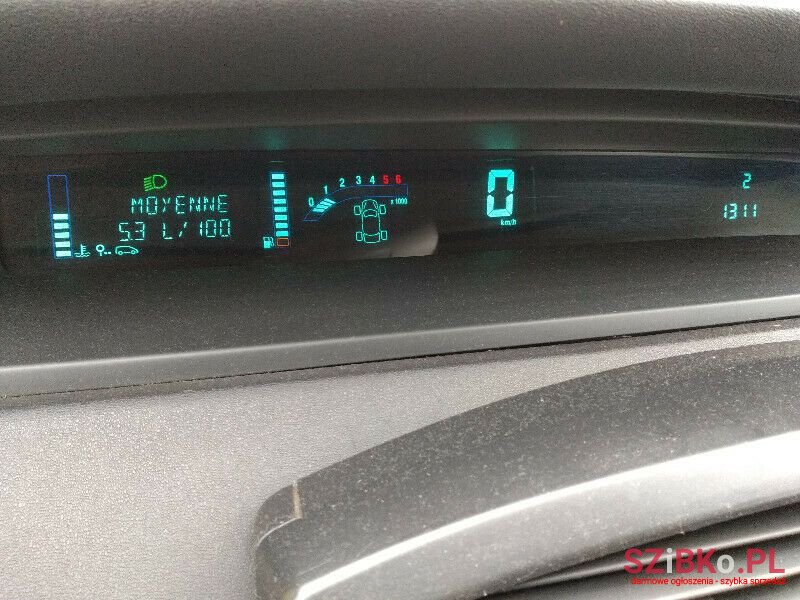 MOYENNE
5.3 L/100
0 1 2 3 4 5 6
x 1000
0
km/h
2
13 11
SZiBKo.PL
darmowe ogłoszenia - szybka sprzedaż